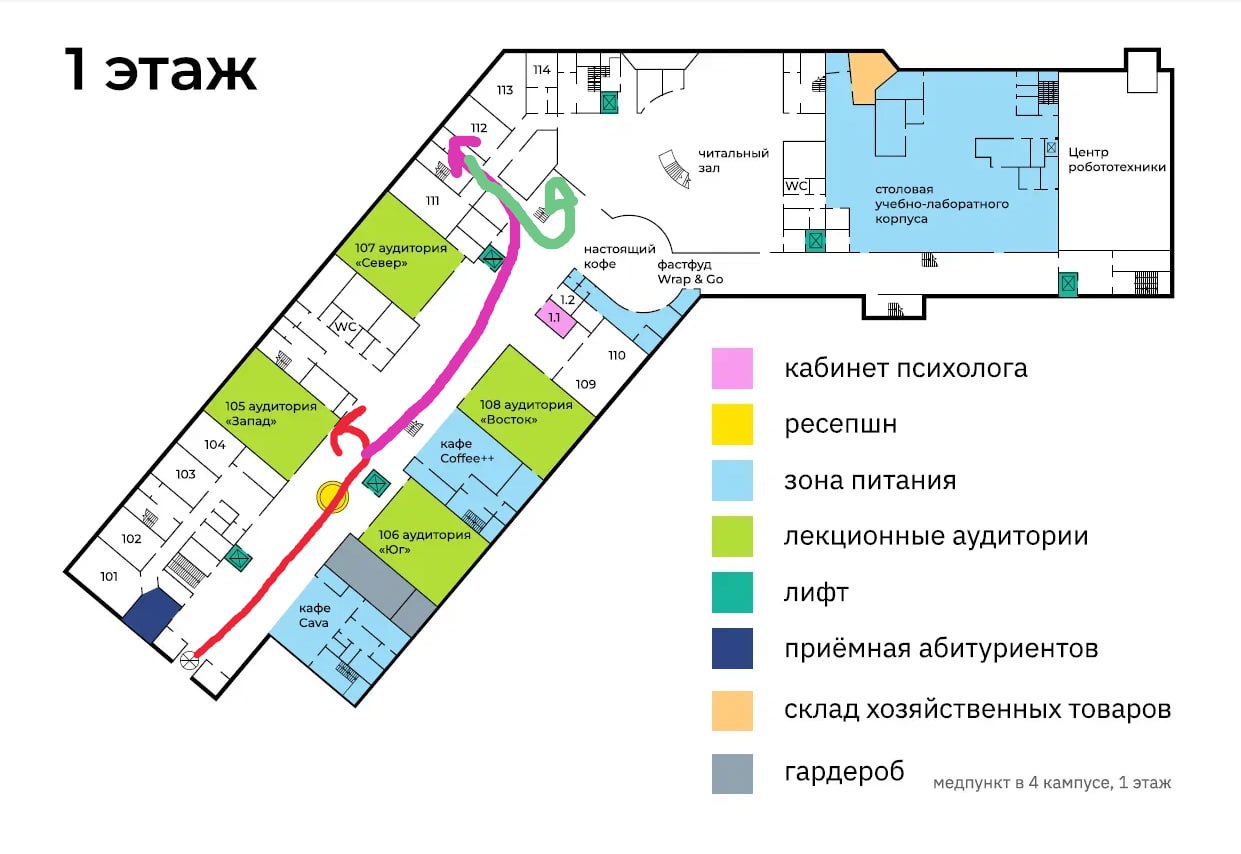 1 этаж
114
113
112
111
читальный
зал
WC
столовая
учебно-лаборатного
корпуса
Центр
робототехники
107 аудитория
«Север»
настоящий
кофе
фастфуд
Wrap & Go
1.2
1.1
WC
110
109
105 аудитория
«Запад»
108 аудитория
«Восток»
104
кафе
Coffee++
103
102
106 аудитория
«Юг»
101
кафе
Cava
кабинет психолога
ресепшн
зона питания
лекционные аудитории
лифт
приёмная абитуриентов
склад хозяйственных товаров
гардероб
медпункт в 4 кампусе, 1 этаж